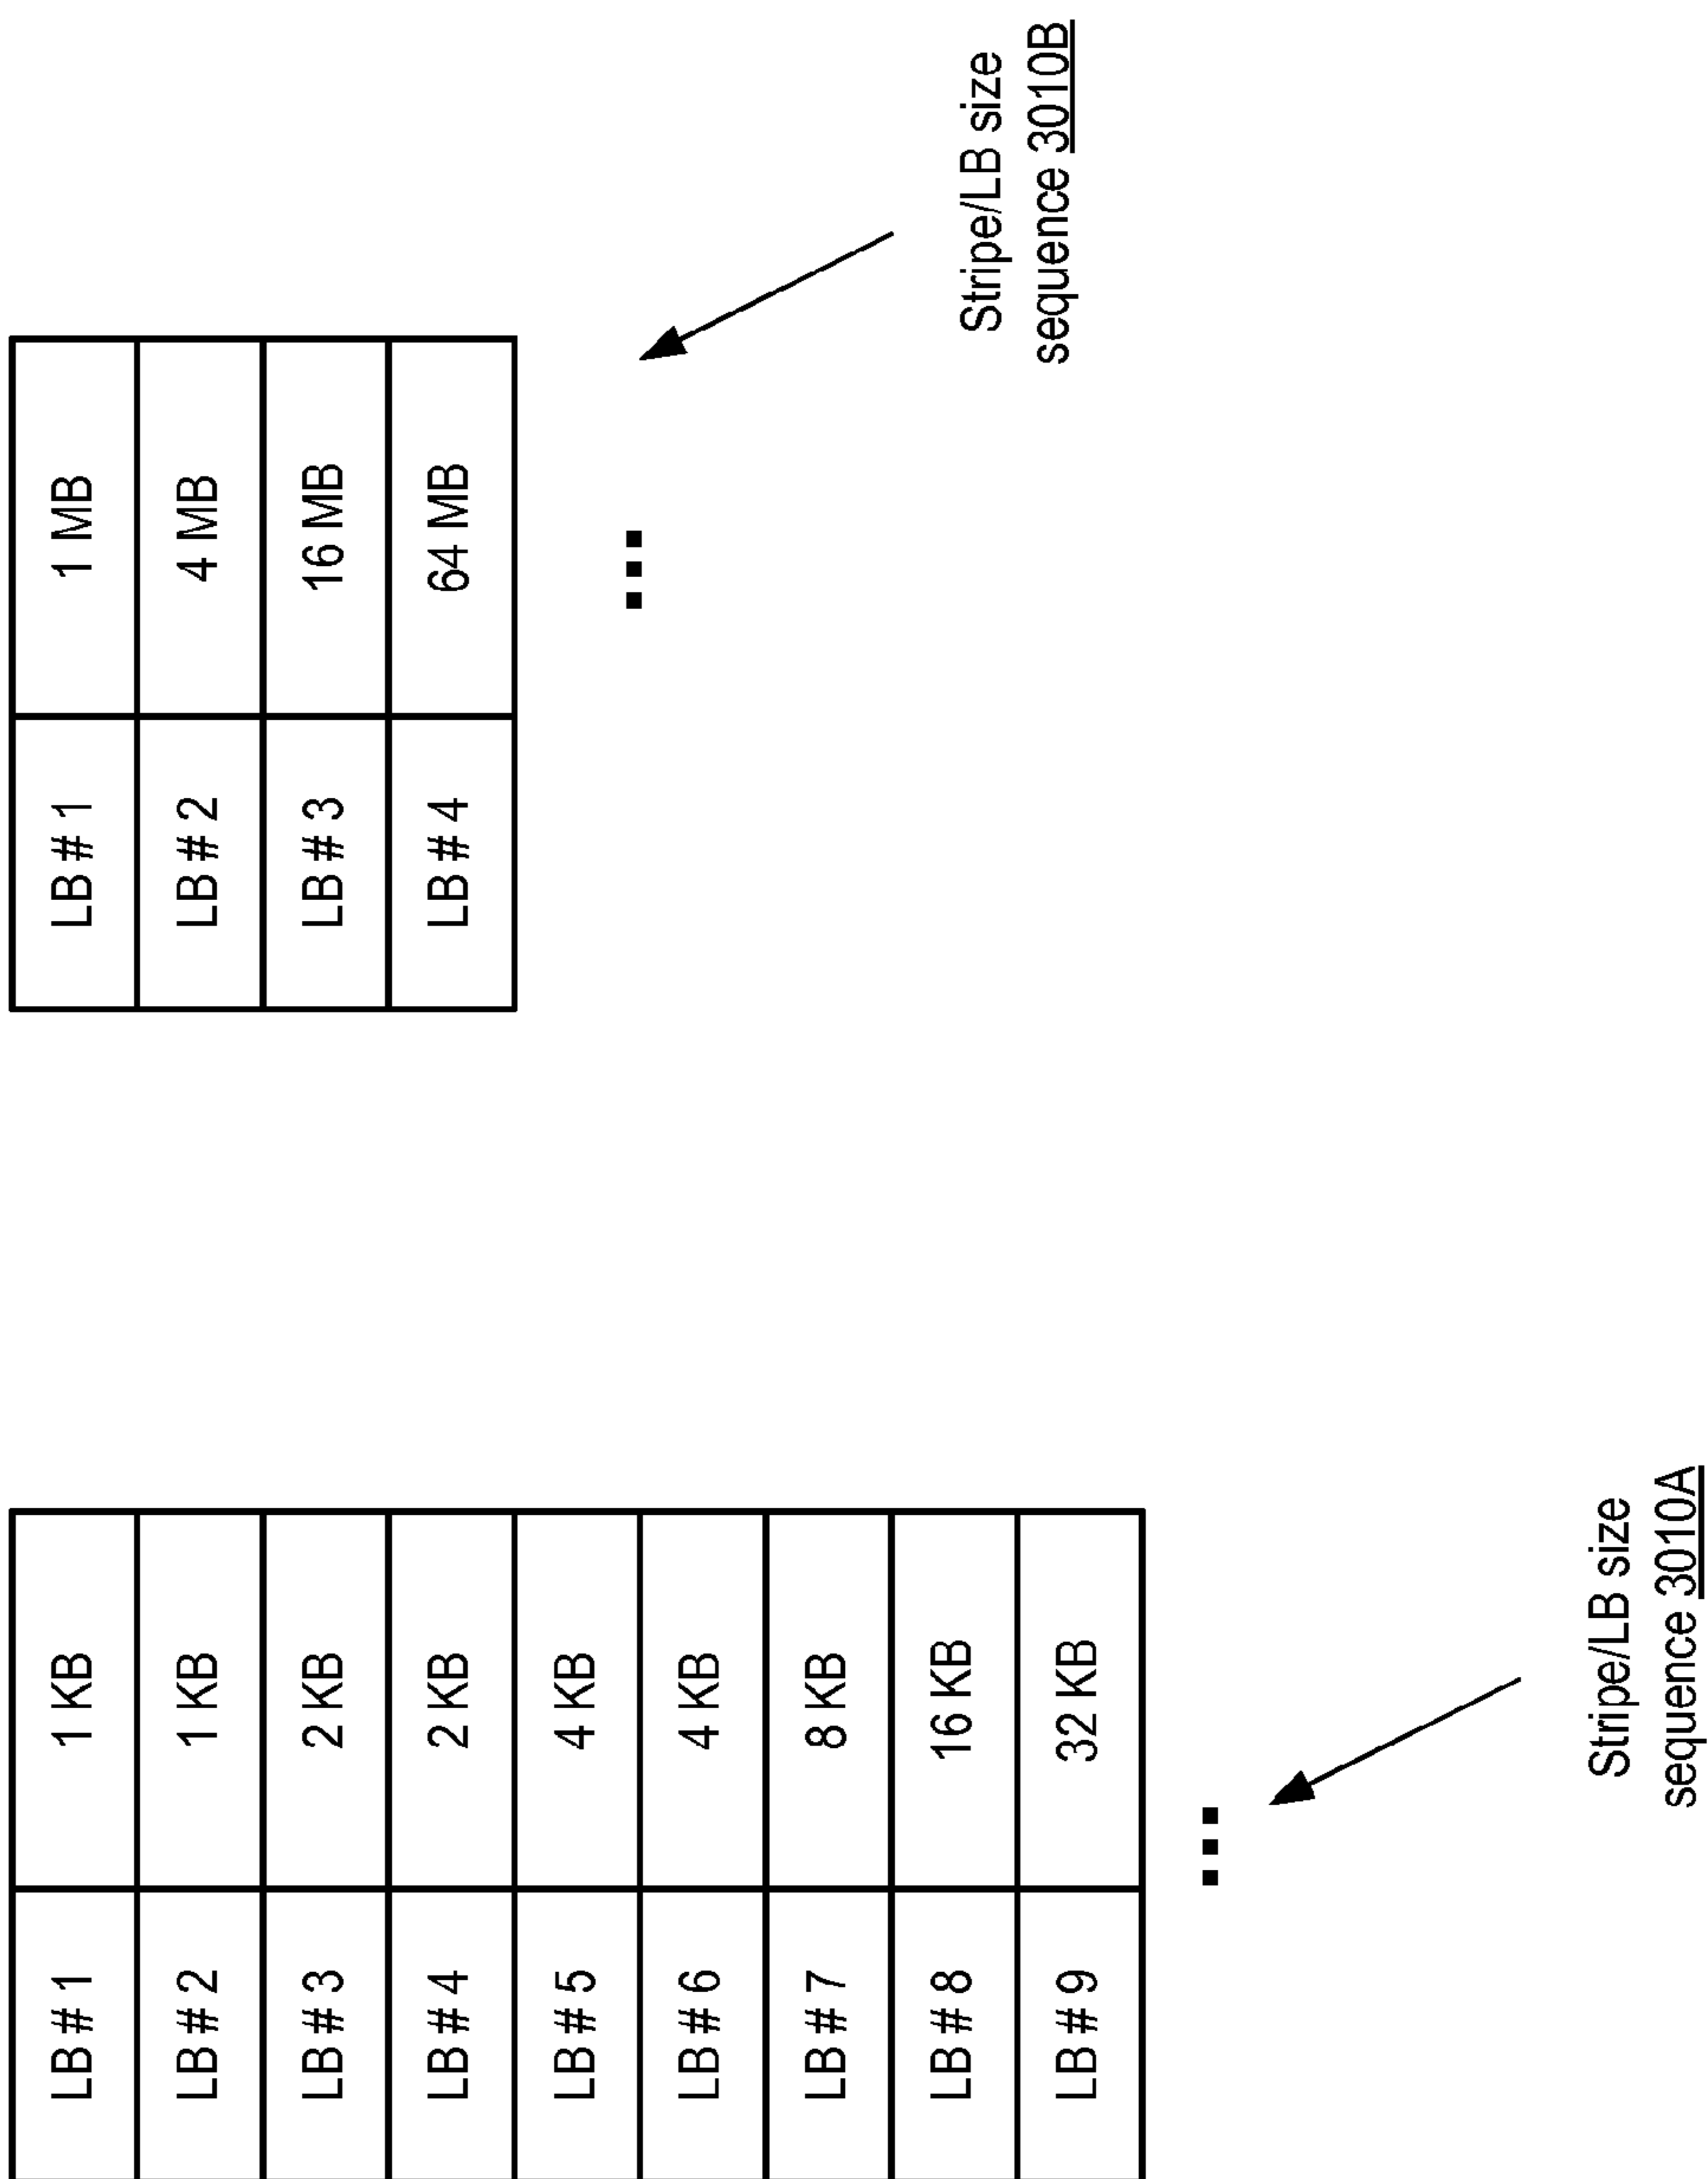 LB # 1 1 KB
LB # 2 1 KB
LB # 3 2 KB
LB # 4 2 KB
LB # 5 4 KB
LB # 6 4 KB
LB # 7 8 KB
LB # 8 16 KB
LB # 9 32 KB
...
Stripe/LB size
sequence 3010A
LB # 1 1 MB
LB # 2 4 MB
LB # 3 16 MB
LB # 4 64 MB
...
Stripe/LB size
sequence 3010B